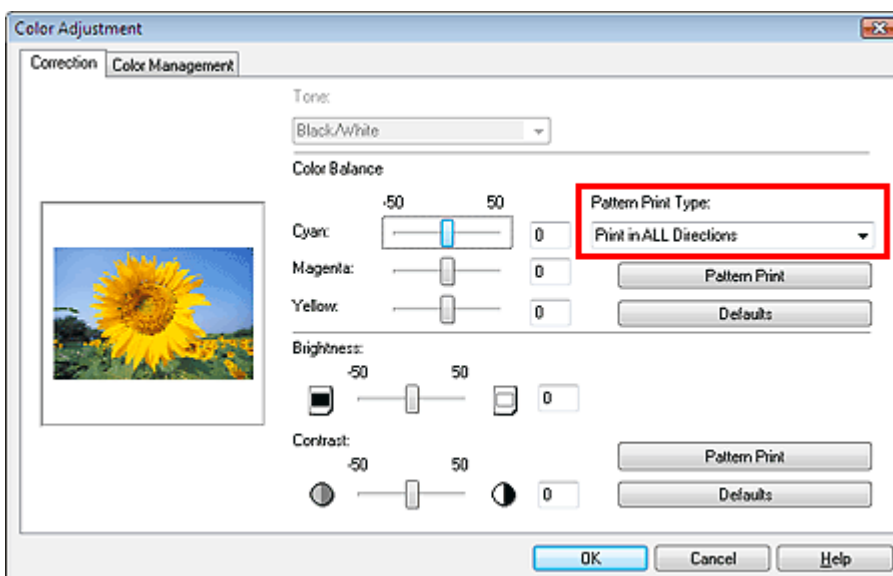 Color Adjustment
Correction Color Management
Tone:
Black/White
Color Balance
-50 50
Pattern Print Type:
Cyan: 0
Print in ALL Directions
Magenta: 0
Pattern Print
Yellow: 0
Defaults
Brightness:
-50 50
0
Contrast:
-50 50
Pattern Print
0
Defaults
OK Cancel Help